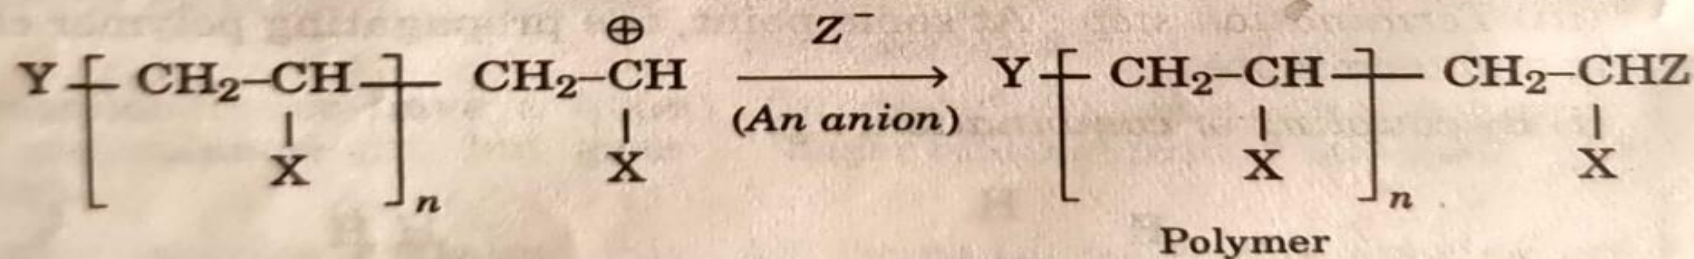 ⊕ Z⁻
Y–[–CH₂–CH–]– CH₂–CH ⟶ Y–[–CH₂–CH–]– CH₂–CHZ
(An anion)
X X X X
n n
Polymer